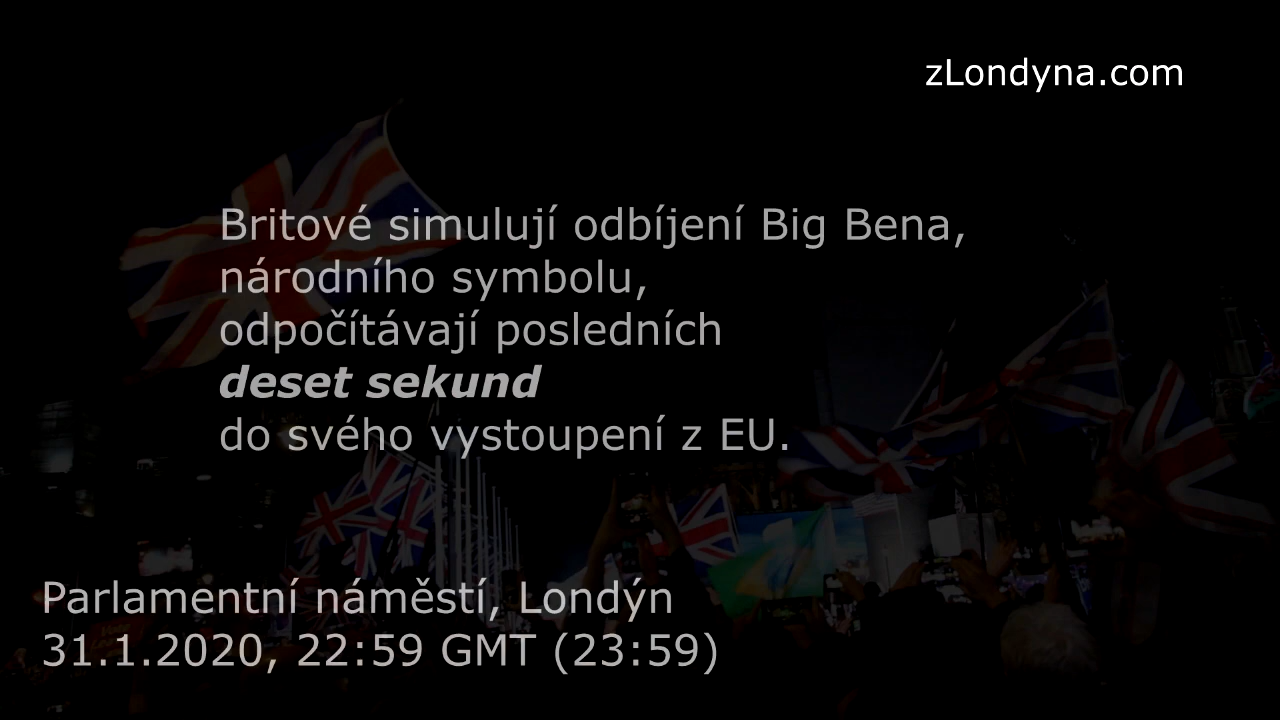 zLondyna.com
Britové simulují odbíjení Big Bena,
národního symbolu,
odpočítávají posledních
deset sekund
do svého vystoupení z EU.
Parlamentní náměstí, Londýn
31.1.2020, 22:59 GMT (23:59)